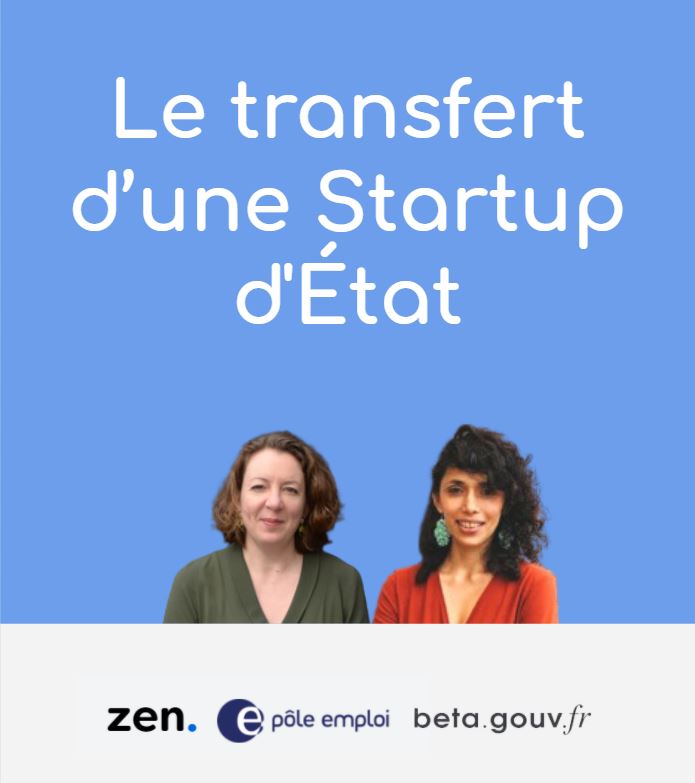 Le transfert
d’une Startup
d'État
zen.
pôle emploi
beta.gouv.fr